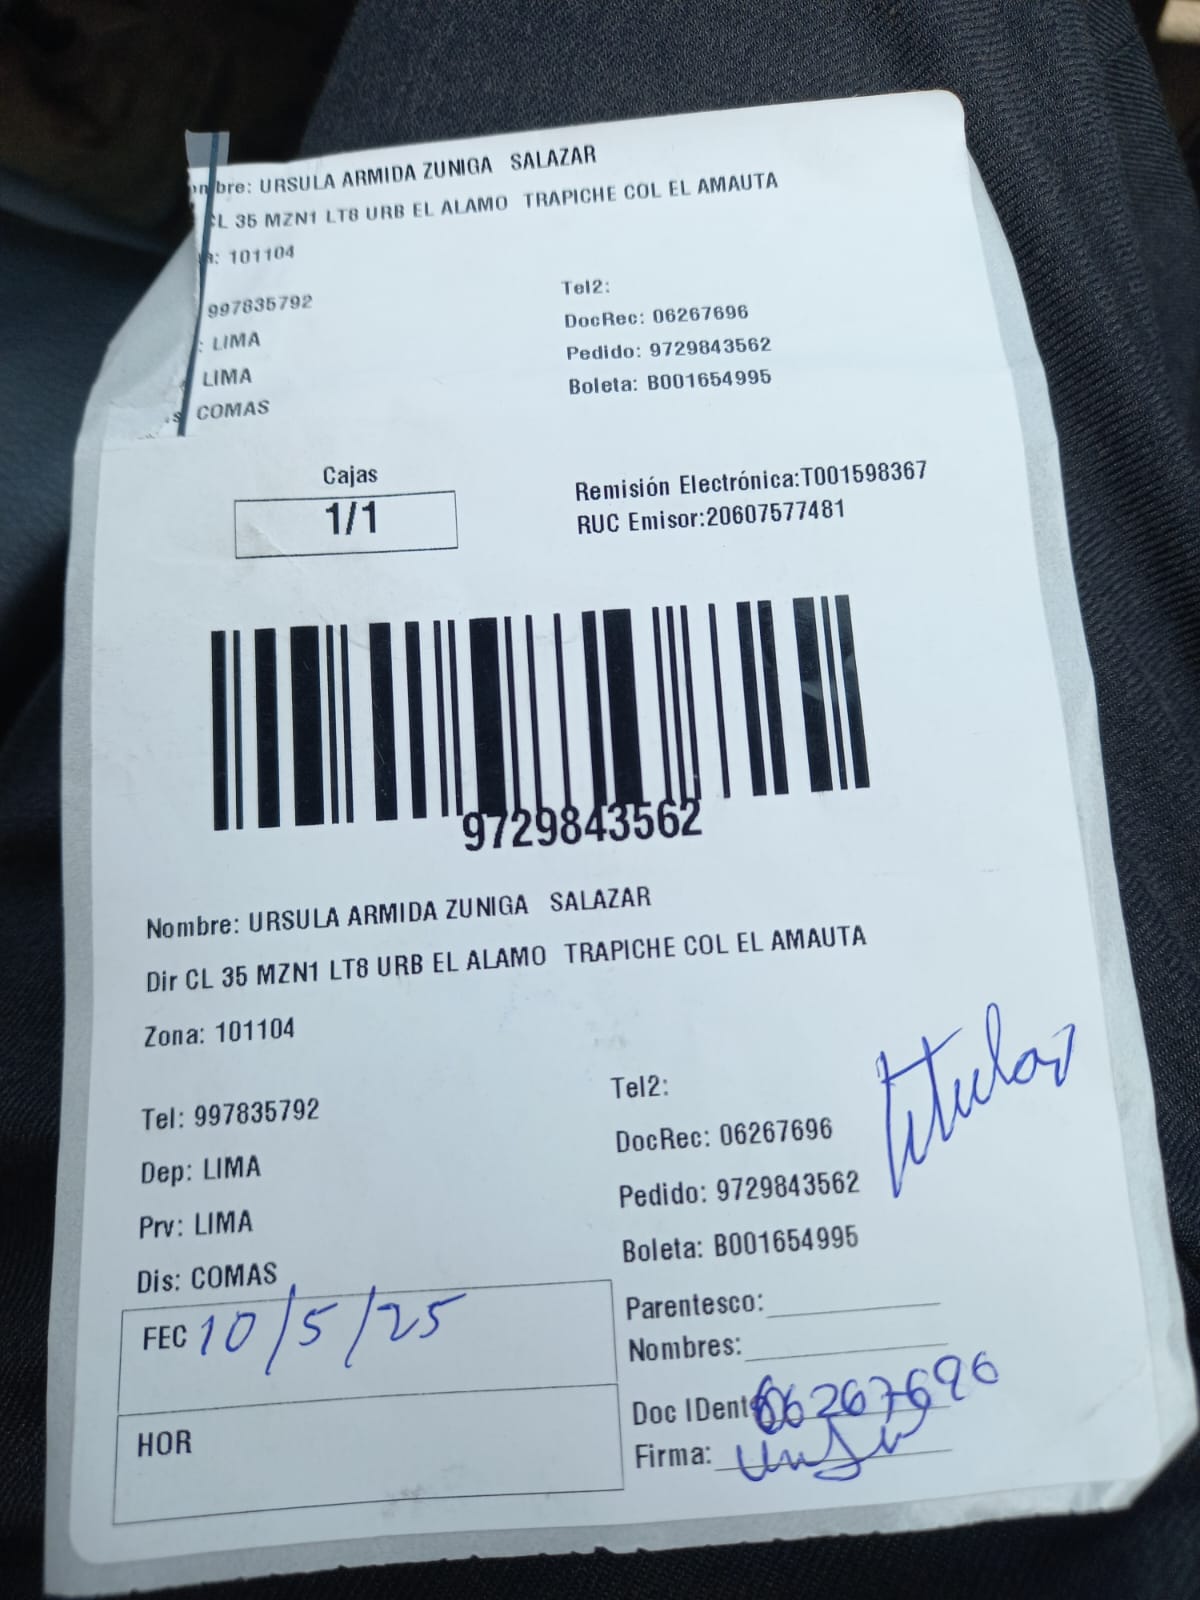 mbre: URSULA ARMIDA ZUNIGA SALAZAR
CL 35 MZN1 LT8 URB EL ALAMO TRAPICHE COL EL AMAUTA
: 101104
997835792
Tel2:
: LIMA
DocRec: 06267696
LIMA
Pedido: 9729843562
COMAS
Boleta: B001654995
Cajas
1/1
Remisión Electrónica:T001598367
RUC Emisor:20607577481
9729843562
Nombre: URSULA ARMIDA ZUNIGA SALAZAR
Dir CL 35 MZN1 LT8 URB EL ALAMO TRAPICHE COL EL AMAUTA
Zona: 101104
Tel: 997835792
Tel2:
Dep: LIMA
DocRec: 06267696
Prv: LIMA
Pedido: 9729843562
Dis: COMAS
Boleta: B001654995
titular
FEC 10/5/25
HOR
Parentesco:
Nombres:
Doc IDent 06267696
Firma: